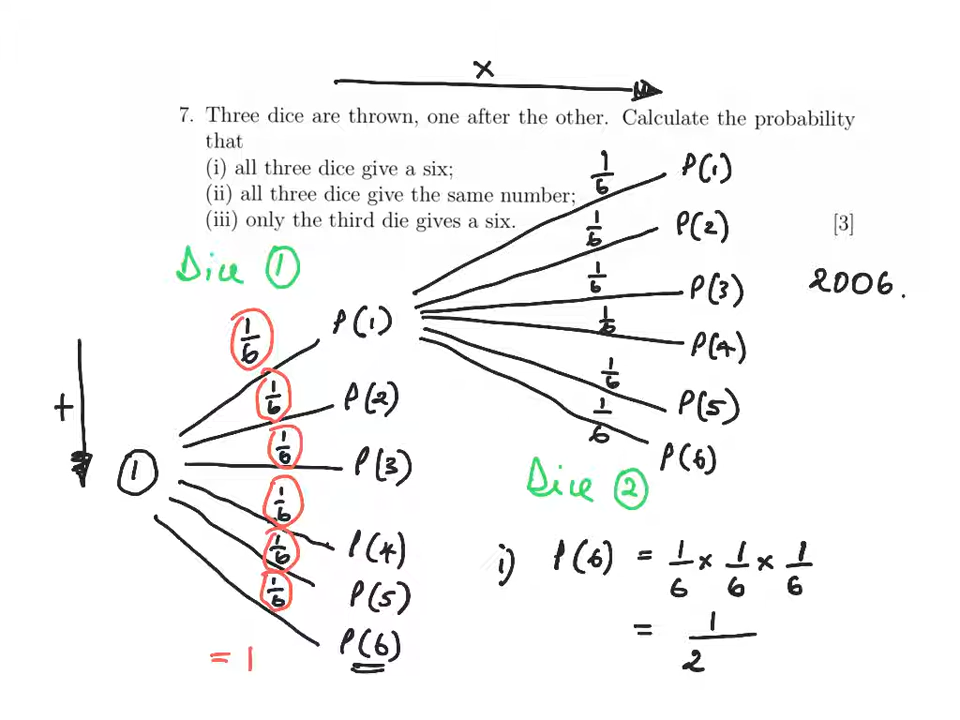 ×
7. Three dice are thrown, one after the other. Calculate the probability
that
(i) all three dice give a six;
(ii) all three dice give the same number;
(iii) only the third die gives a six. [3]
2006.
Dice ①
+
①
1/6 P(1)
1/6 P(2)
1/6 P(3)
1/6 P(4)
1/6 P(5)
1/6 P(6)
= 1
1/6 P(1)
1/6 P(2)
1/6 P(3)
1/6 P(4)
1/6 P(5)
1/6 P(6)
Dice ②
i) P(6) = 1/6 × 1/6 × 1/6
= 1/2